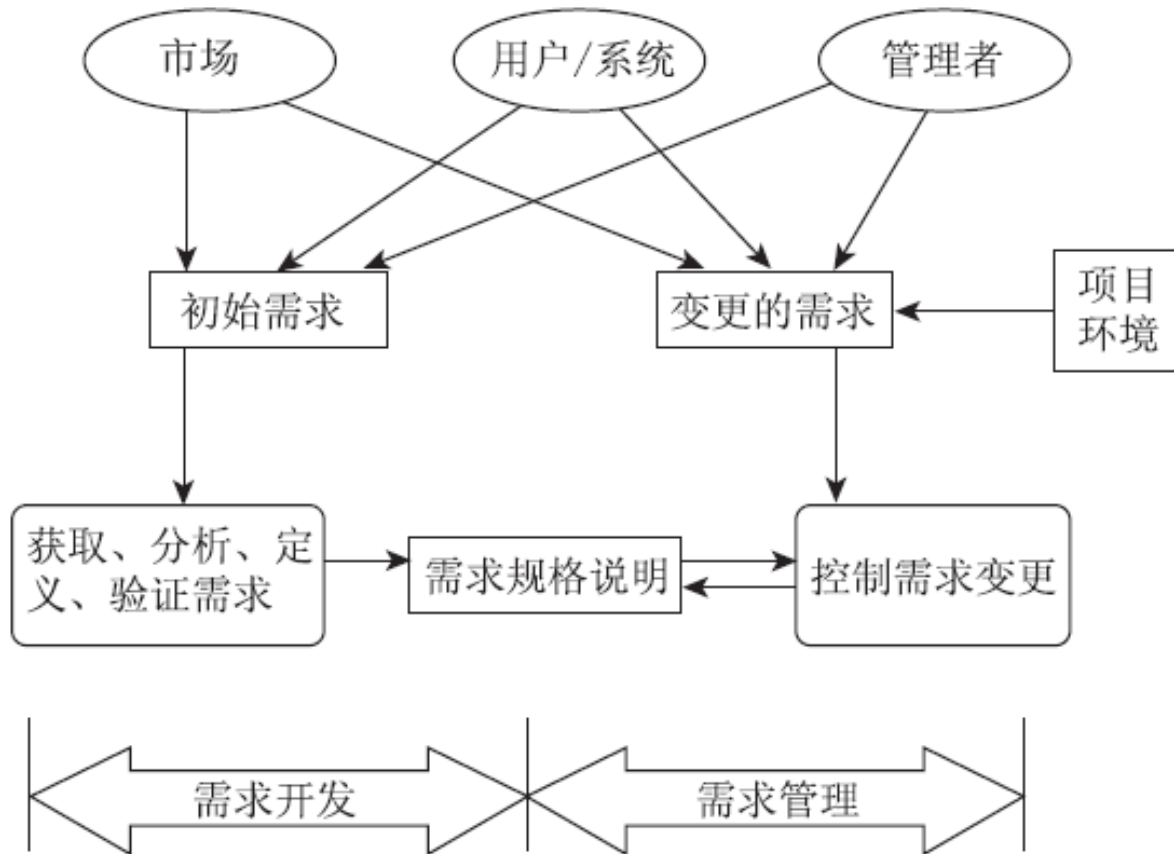 市场
用户/系统
管理者
初始需求
变更的需求
项目
环境
获取、分析、定
义、验证需求
需求规格说明
控制需求变更
需求开发
需求管理